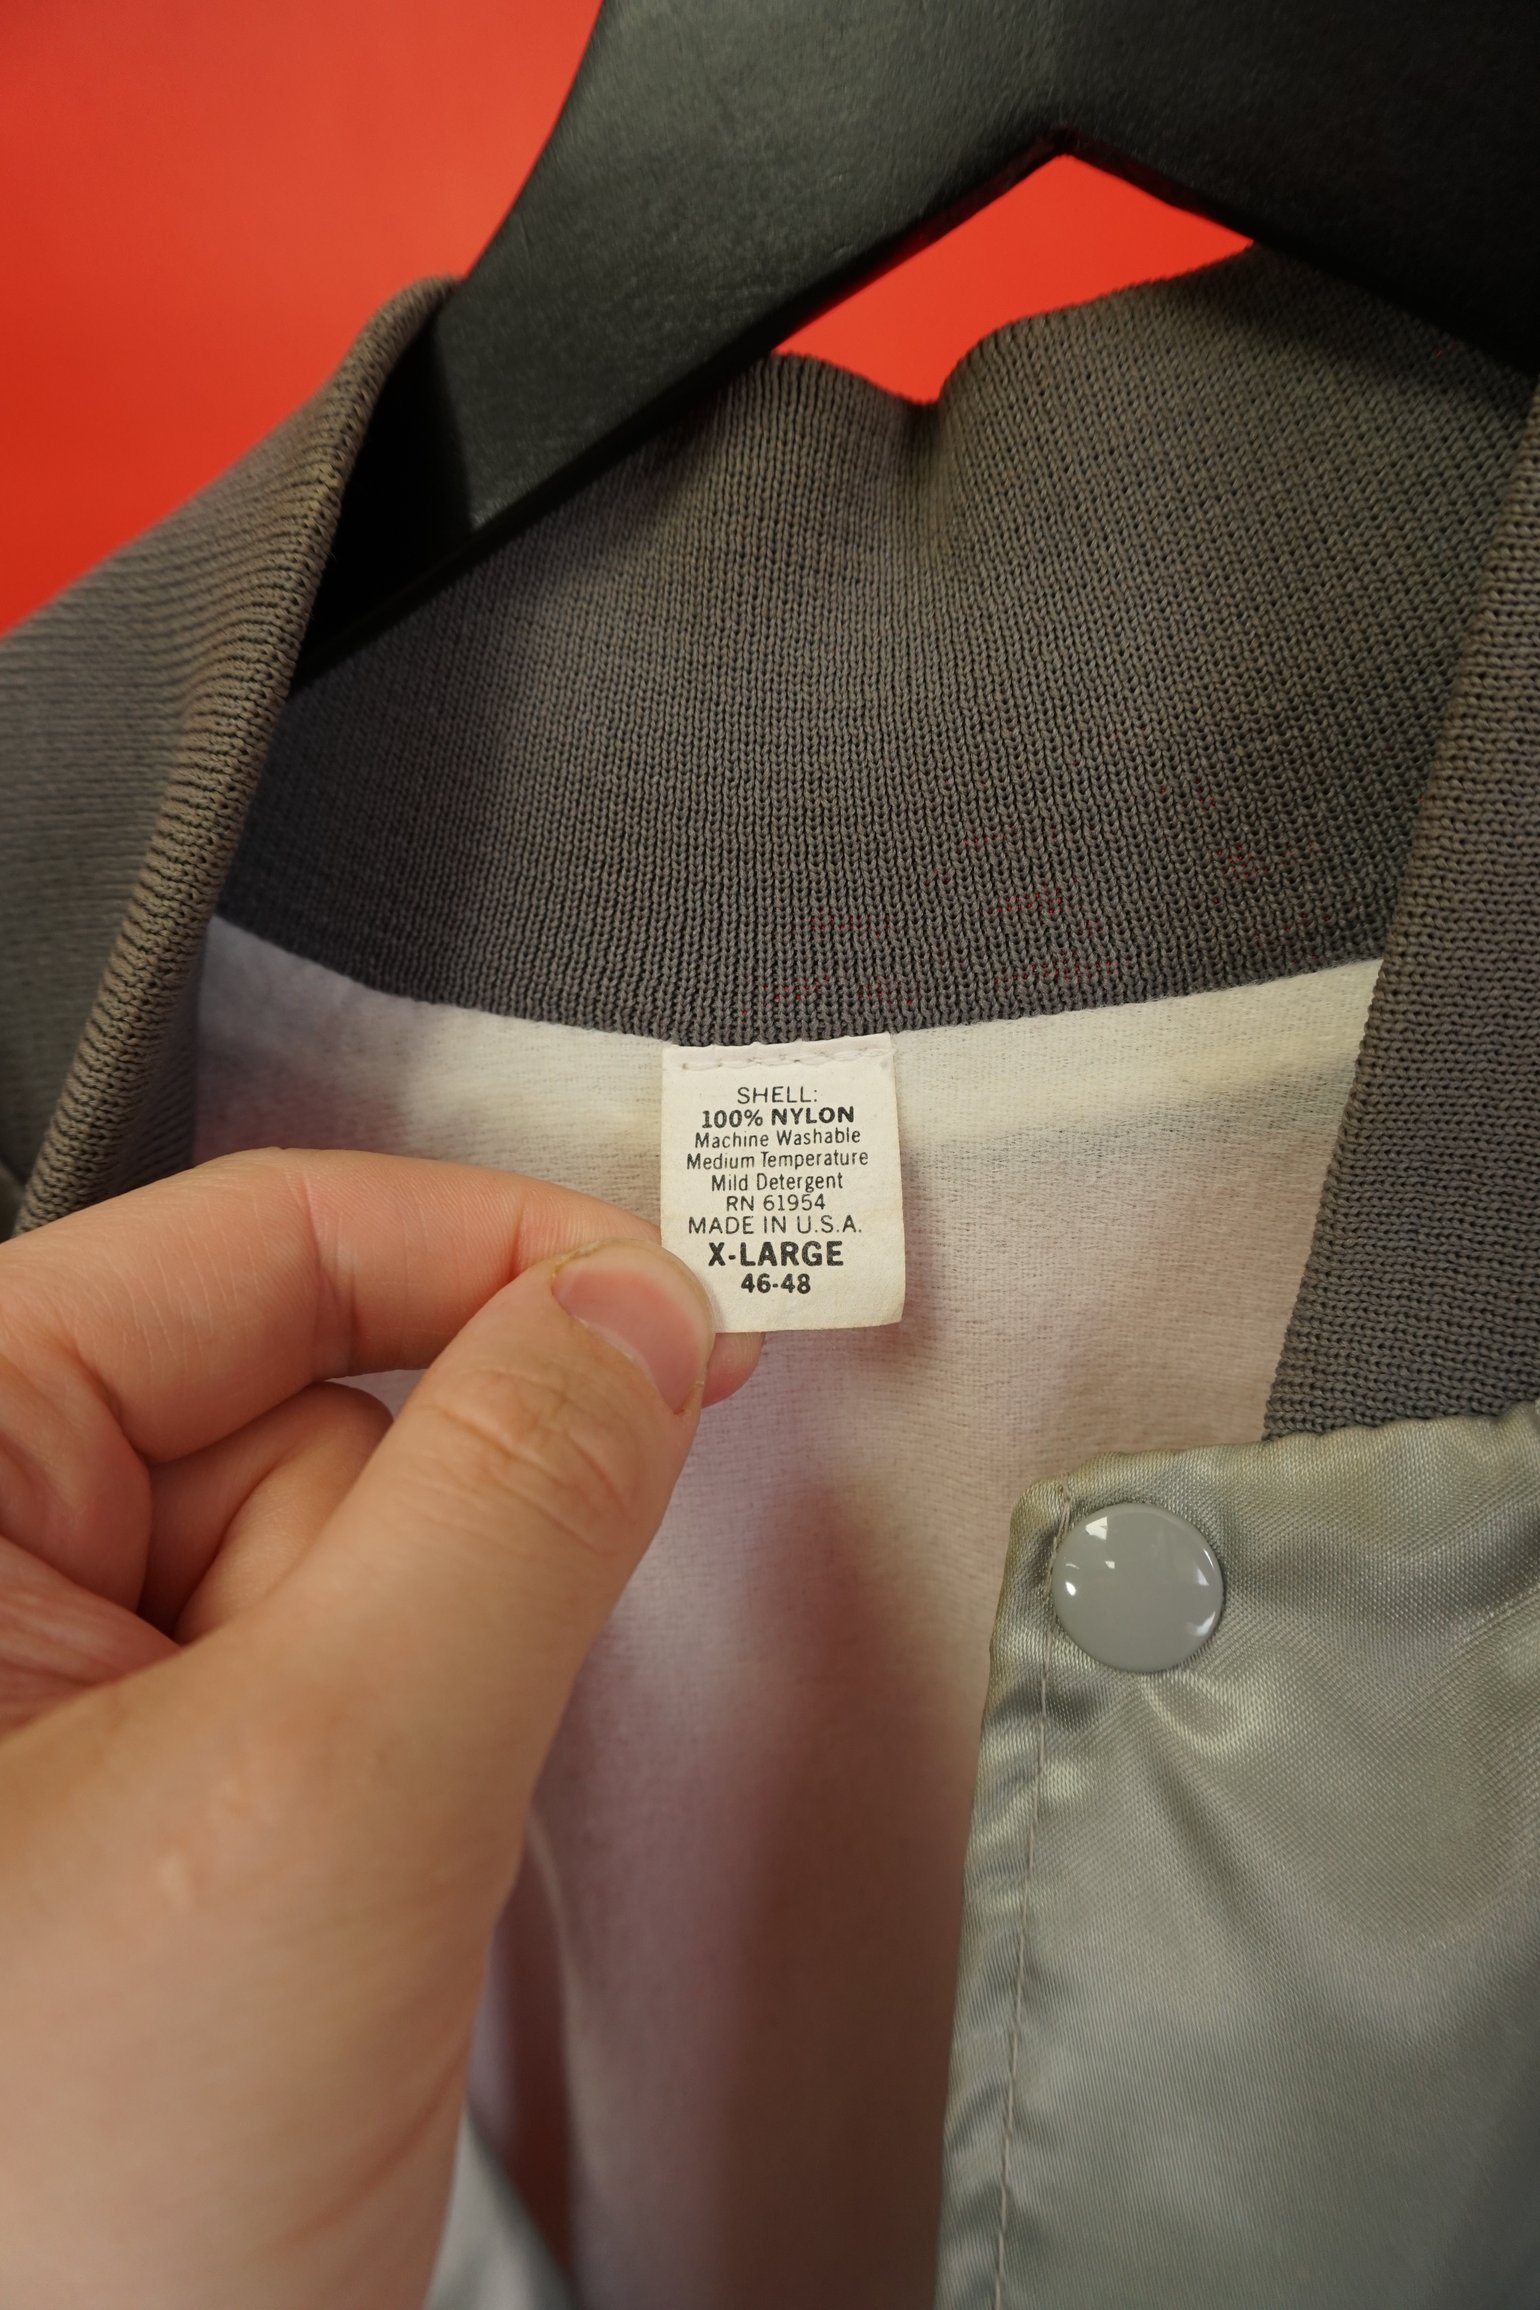 SHELL:
100% NYLON
Machine Washable
Medium Temperature
Mild Detergent
RN 61954
MADE IN U.S.A.
X-LARGE
46-48